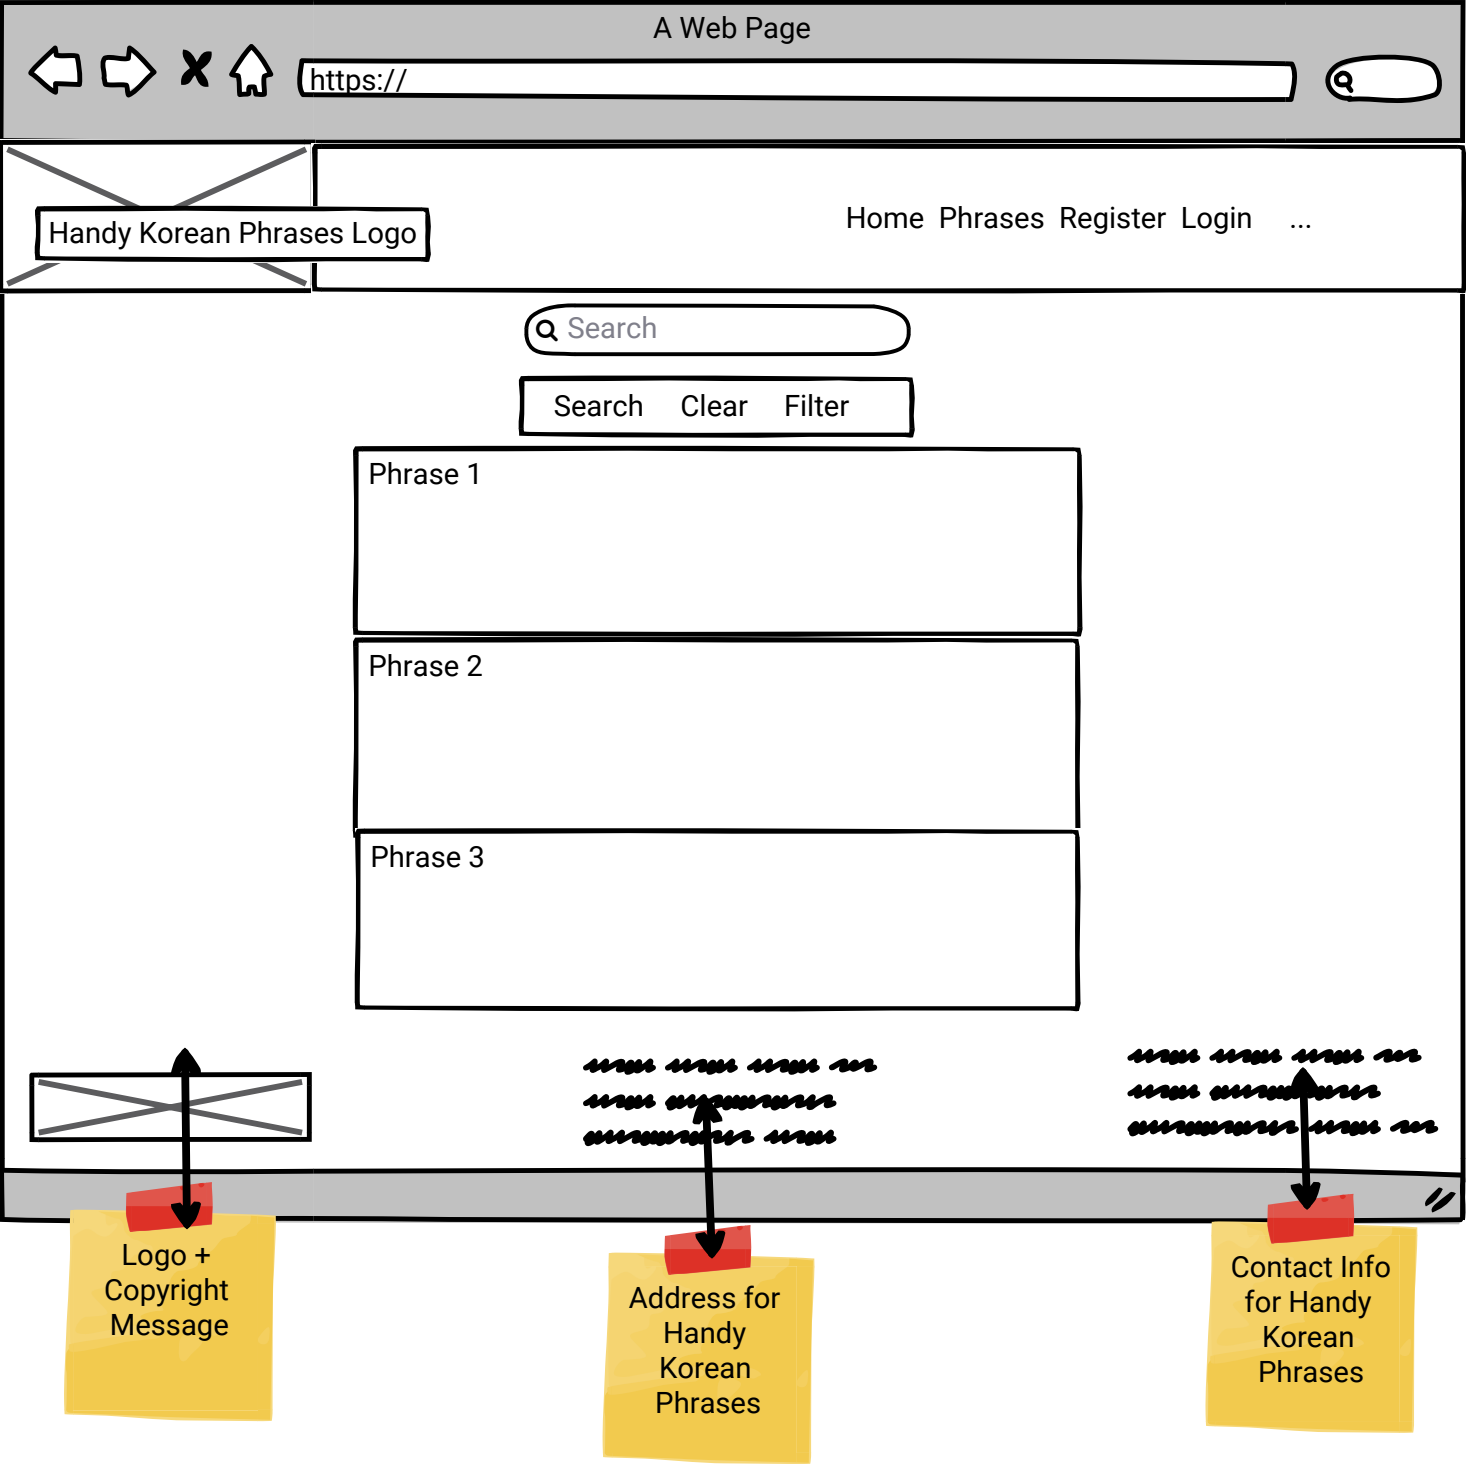 A Web Page
https://
Handy Korean Phrases Logo
Home Phrases Register Login ...
Search
Search Clear Filter
Phrase 1
Phrase 2
Phrase 3
Logo +
Copyright
Message
Address for
Handy
Korean
Phrases
Contact Info
for Handy
Korean
Phrases